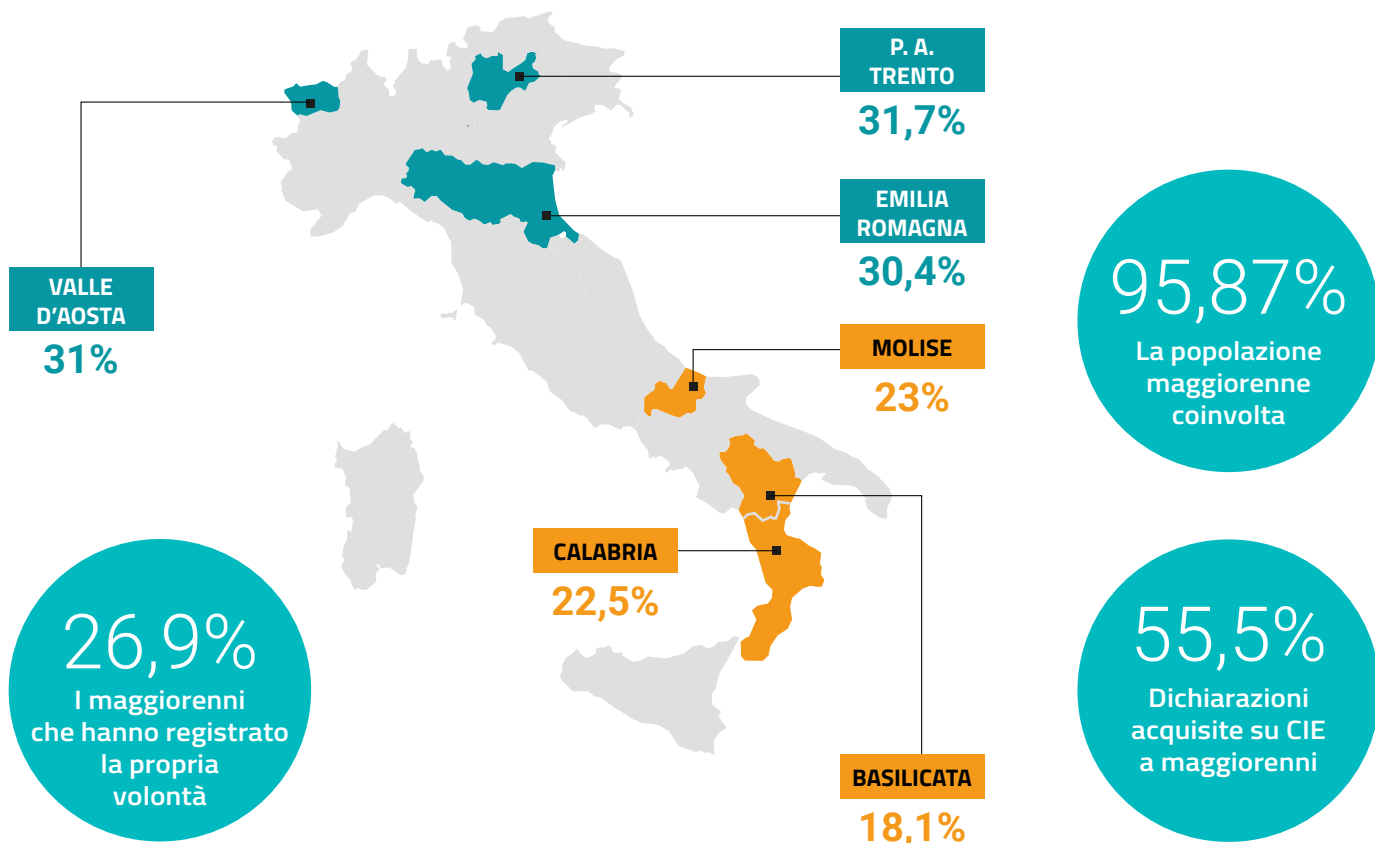 P. A.
TRENTO
31,7%
EMILIA
ROMAGNA
30,4%
VALLE
D'AOSTA
31%
MOLISE
23%
CALABRIA
22,5%
BASILICATA
18,1%
95,87%
La popolazione
maggiorenne
coinvolta
26,9%
I maggiorenni
che hanno registrato
la propria
volontà
55,5%
Dichiarazioni
acquisite su CIE
a maggiorenni